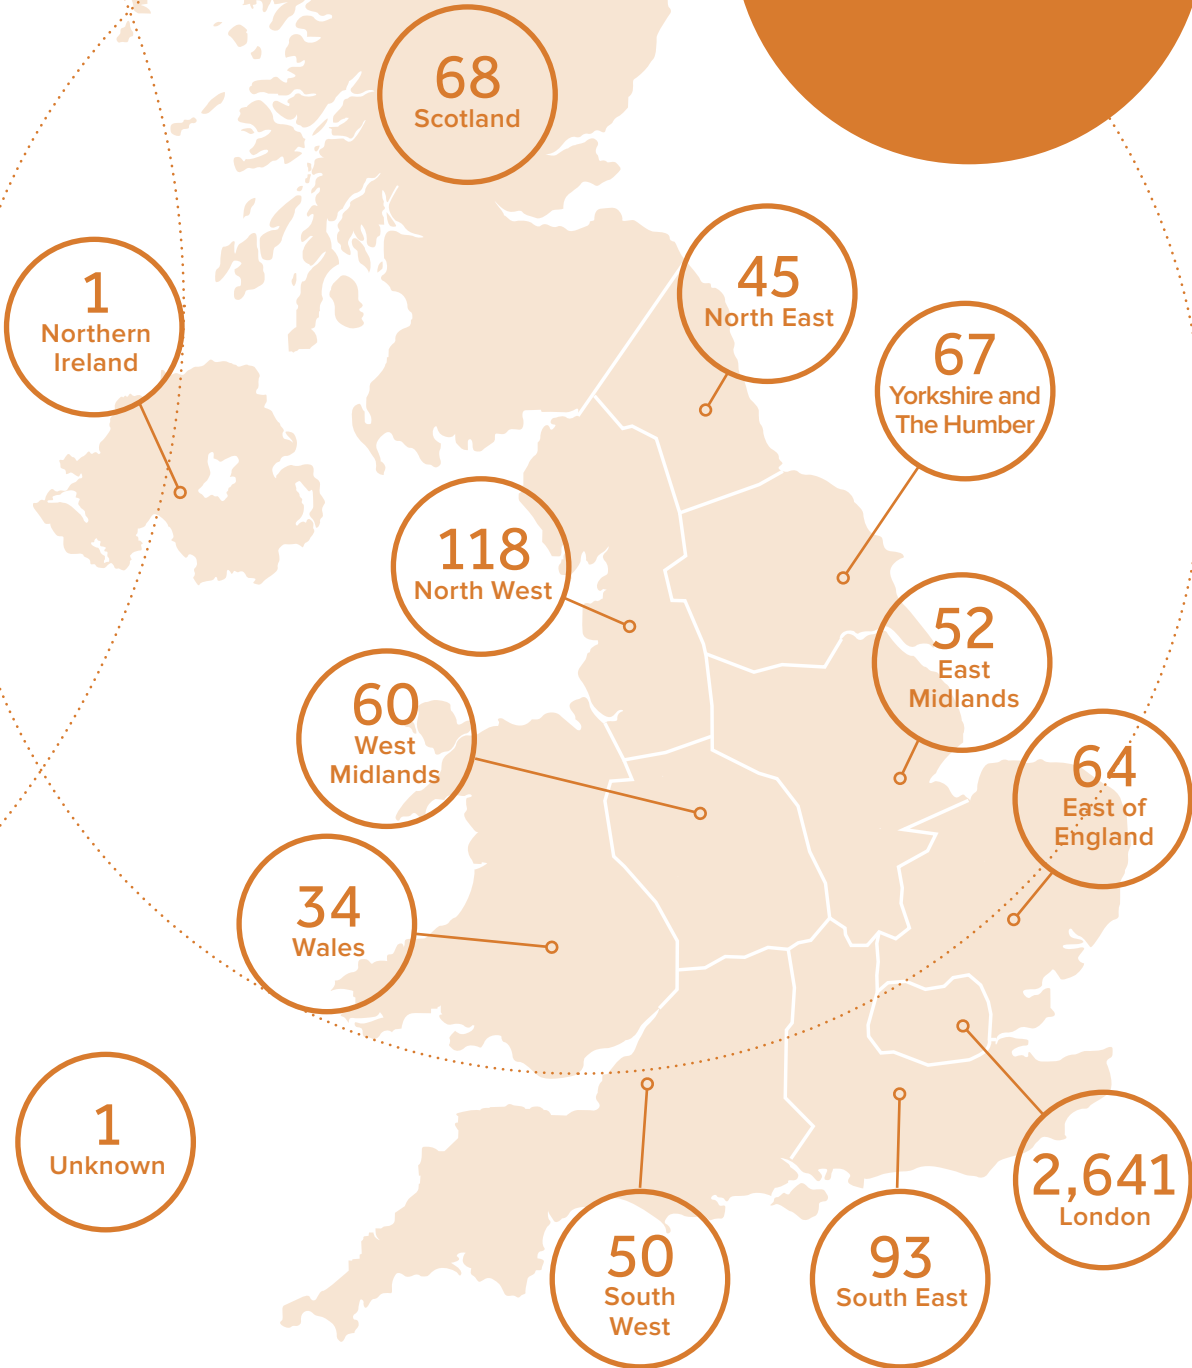 68
Scotland
45
North East
1
Northern
Ireland
67
Yorkshire and
The Humber
118
North West
52
East
Midlands
60
West
Midlands
64
East of
England
34
Wales
1
Unknown
2,641
London
50
South
West
93
South East